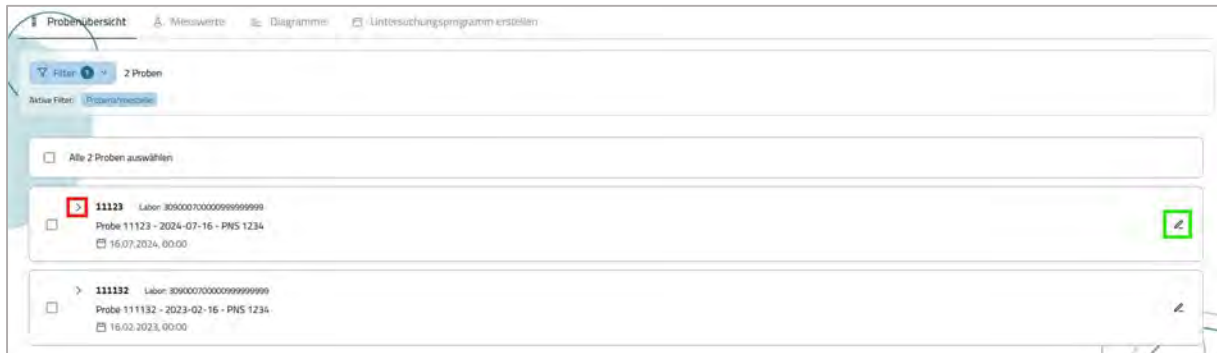 Probenübersicht Messwerte Diagramme Untersuchungsprogramm erstellen
Filter 1 2 Proben
Aktive Filter: Probenahmestelle
Alle 2 Proben auswählen
11123 Labor: 309000700000999999999
Probe 11123 - 2024-07-16 - PNS 1234
16.07.2024, 00:00
111132 Labor: 309000700000999999999
Probe 111132 - 2023-02-16 - PNS 1234
16.02.2023, 00:00